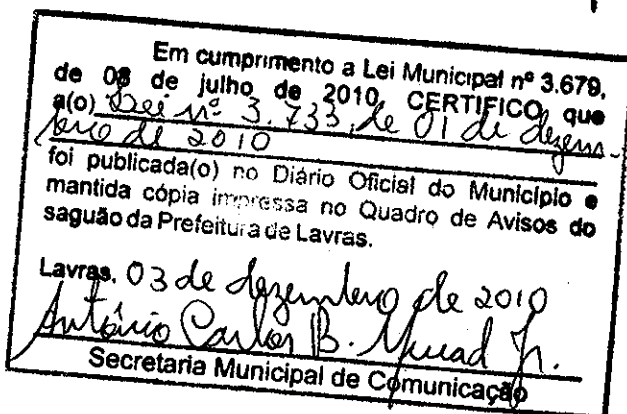 Em cumprimento a Lei Municipal nº 3.679,
de 08 de julho de 2010, CERTIFICO que
a(o) Lei nº 3.733, de 01 de dezem-
bro de 2010
foi publicada(o) no Diário Oficial do Município e
mantida cópia impressa no Quadro de Avisos do
saguão da Prefeitura de Lavras.
Lavras, 03 de dezembro de 2010
Antônio Carlos B. Murad Jr.
Secretaria Municipal de Comunicação